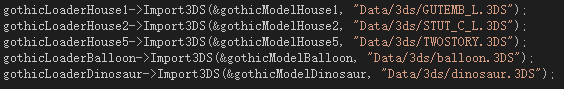 gothicLoaderHouse1->Import3DS(&gothicModelHouse1, "Data/3ds/GUTEMB_L.3DS");
gothicLoaderHouse2->Import3DS(&gothicModelHouse2, "Data/3ds/STUT_C_L.3DS");
gothicLoaderHouse5->Import3DS(&gothicModelHouse5, "Data/3ds/TWOSTORY.3DS");
gothicLoaderBalloon->Import3DS(&gothicModelBalloon, "Data/3ds/balloon.3DS");
gothicLoaderDinosaur->Import3DS(&gothicModelDinosaur, "Data/3ds/dinosaur.3DS");